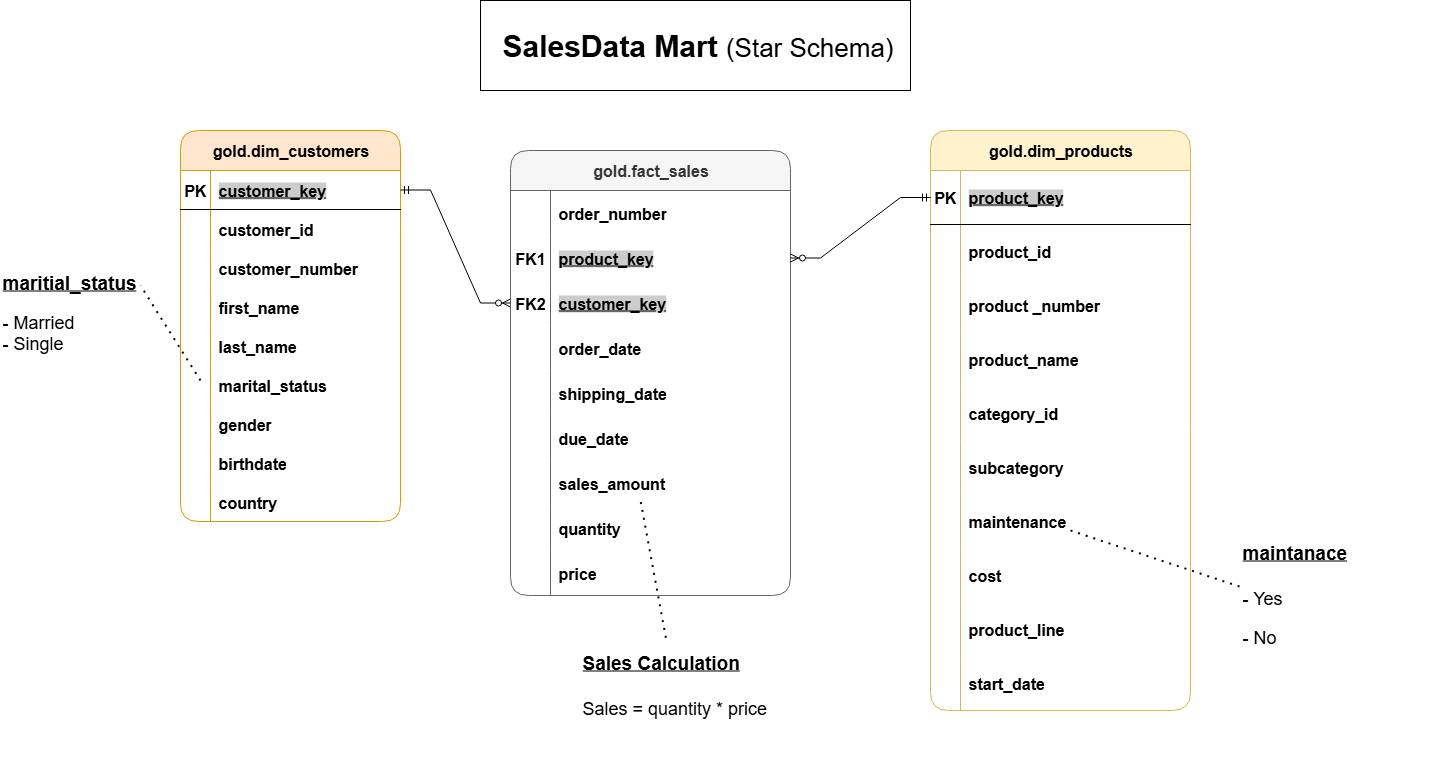 SalesData Mart (Star Schema)
gold.dim_customers
PK customer_key
customer_id
customer_number
first_name
last_name
marital_status
gender
birthdate
country
maritial_status
- Married
- Single
gold.fact_sales
order_number
FK1 product_key
FK2 customer_key
order_date
shipping_date
due_date
sales_amount
quantity
price
Sales Calculation
Sales = quantity * price
gold.dim_products
PK product_key
product_id
product _number
product_name
category_id
subcategory
maintenance
cost
product_line
start_date
maintanace
- Yes
- No